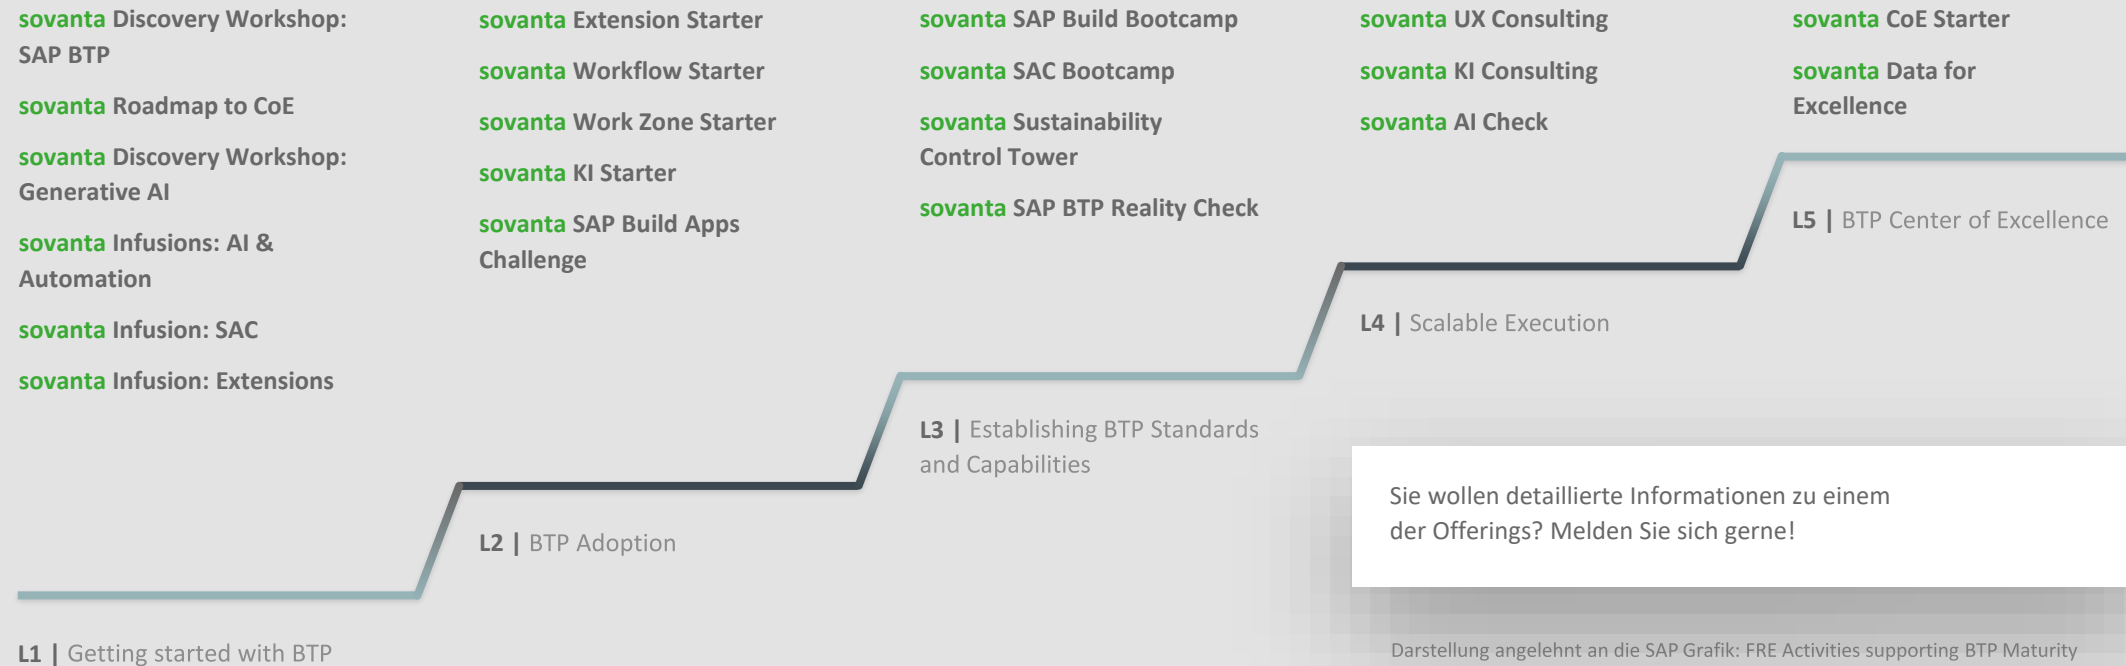 sovanta Discovery Workshop:
SAP BTP
sovanta Roadmap to CoE
sovanta Discovery Workshop:
Generative AI
sovanta Infusions: AI &
Automation
sovanta Infusion: SAC
sovanta Infusion: Extensions
L1 | Getting started with BTP
sovanta Extension Starter
sovanta Workflow Starter
sovanta Work Zone Starter
sovanta KI Starter
sovanta SAP Build Apps
Challenge
L2 | BTP Adoption
sovanta SAP Build Bootcamp
sovanta SAC Bootcamp
sovanta Sustainability
Control Tower
sovanta SAP BTP Reality Check
L3 | Establishing BTP Standards
and Capabilities
sovanta UX Consulting
sovanta KI Consulting
sovanta AI Check
L4 | Scalable Execution
sovanta CoE Starter
sovanta Data for
Excellence
L5 | BTP Center of Excellence
Sie wollen detaillierte Informationen zu einem
der Offerings? Melden Sie sich gerne!
Darstellung angelehnt an die SAP Grafik: FRE Activities supporting BTP Maturity